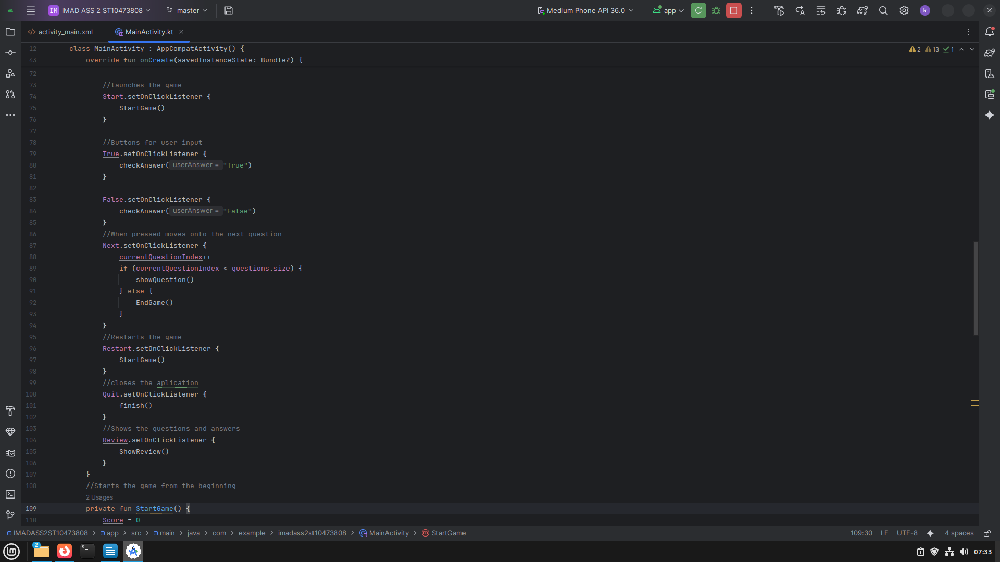 IM IMAD ASS 2 ST10473808 master Medium Phone API 36.0 app k
activity_main.xml MainActivity.kt
12 class MainActivity : AppCompatActivity() { 2 13 1
43 override fun onCreate(savedInstanceState: Bundle?) {
72
73 //launches the game
74 Start.setOnClickListener {
75 StartGame()
76 }
77
78 //Buttons for user input
79 True.setOnClickListener {
80 checkAnswer( userAnswer = "True")
81 }
82
83 False.setOnClickListener {
84 checkAnswer( userAnswer = "False")
85 }
86 //When pressed moves onto the next question
87 Next.setOnClickListener {
88 currentQuestionIndex++
89 if (currentQuestionIndex < questions.size) {
90 showQuestion()
91 } else {
92 EndGame()
93 }
94 }
95 //Restarts the game
96 Restart.setOnClickListener {
97 StartGame()
98 }
99 //closes the aplication
100 Quit.setOnClickListener {
101 finish()
102 }
103 //Shows the questions and answers
104 Review.setOnClickListener {
105 ShowReview()
106 }
107 }
108 //Starts the game from the beginning
2 Usages
109 private fun StartGame() {
110 Score = 0
IMADASS2ST10473808 > app > src > main > java > com > example > imadass2st10473808 > MainActivity > StartGame 109:30 LF UTF-8 4 spaces
2 07:33